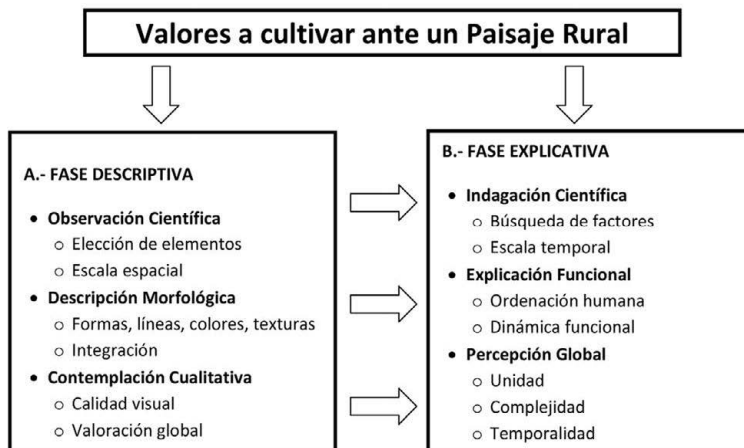 Valores a cultivar ante un Paisaje Rural
A.- FASE DESCRIPTIVA
• Observación Científica
o Elección de elementos
o Escala espacial
• Descripción Morfológica
o Formas, líneas, colores, texturas
o Integración
• Contemplación Cualitativa
o Calidad visual
o Valoración global
B.- FASE EXPLICATIVA
• Indagación Científica
o Búsqueda de factores
o Escala temporal
• Explicación Funcional
o Ordenación humana
o Dinámica funcional
• Percepción Global
o Unidad
o Complejidad
o Temporalidad